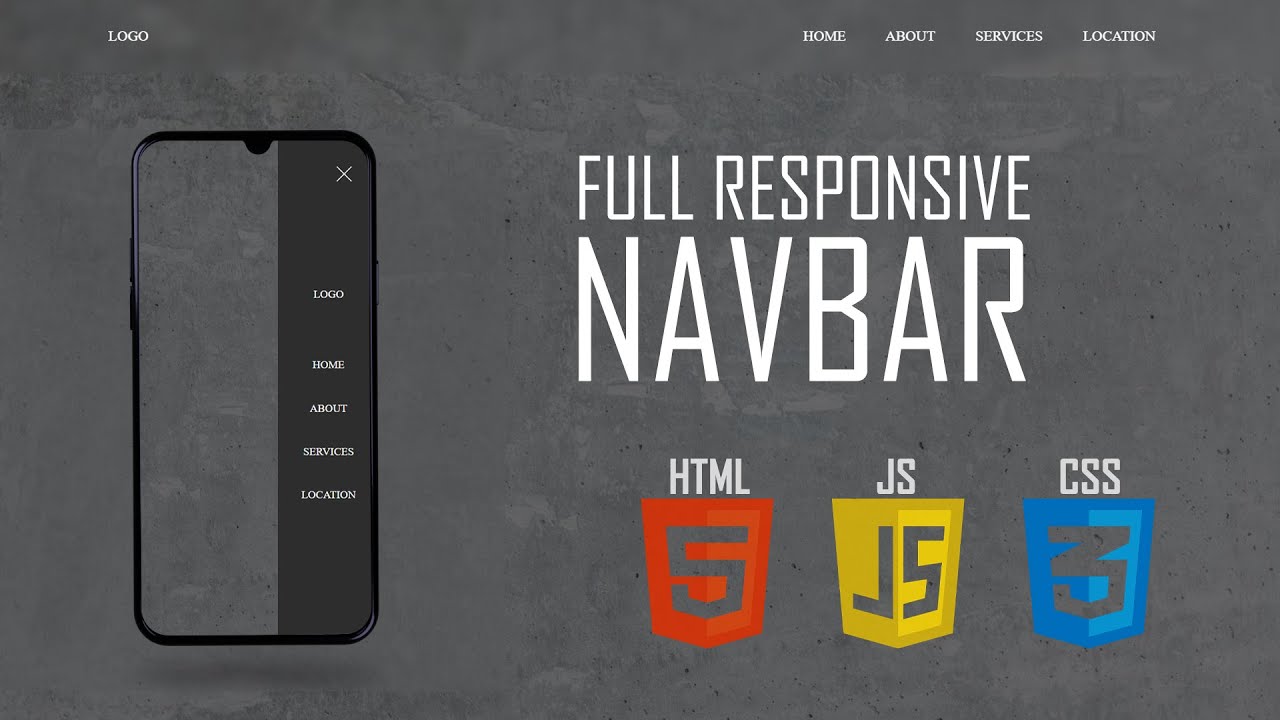 LOGO HOME ABOUT SERVICES LOCATION
LOGO
HOME
ABOUT
SERVICES
LOCATION
FULL RESPONSIVE
NAVBAR
HTML JS CSS
5 JS 3